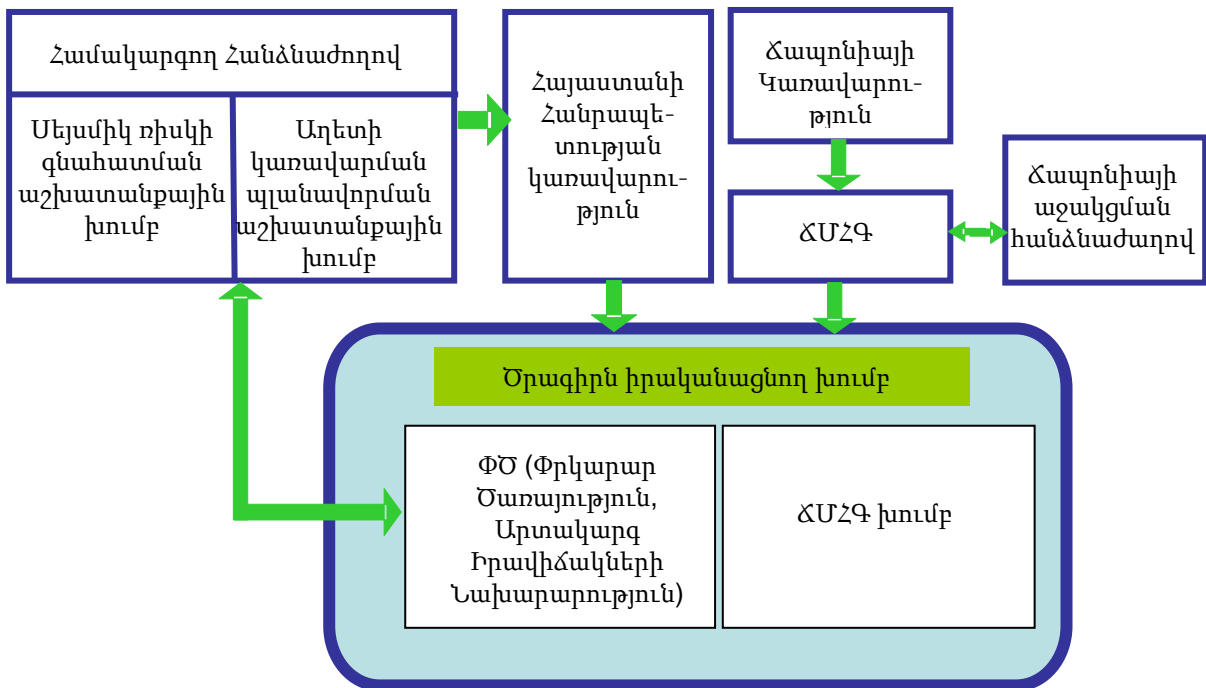 Համակարգող Հանձնաժողով
Սեյսմիկ ռիսկի
գնահատման
աշխատանքային
խումբ
Աղետի
կառավարման
պլանավորման
աշխատանքային
խումբ
Հայաստանի
Հանրապե-
տության
կառավարու-
թյուն
Ճապոնիայի
Կառավարու-
թյուն
ՃՄՀԳ
Ճապոնիայի
աջակցման
հանձնաժաղով
Ծրագիրն իրականացնող խումբ
ՓԾ (Փրկարար
Ծառայություն,
Արտակարգ
Իրավիճակների
Նախարարություն)
ՃՄՀԳ խումբ